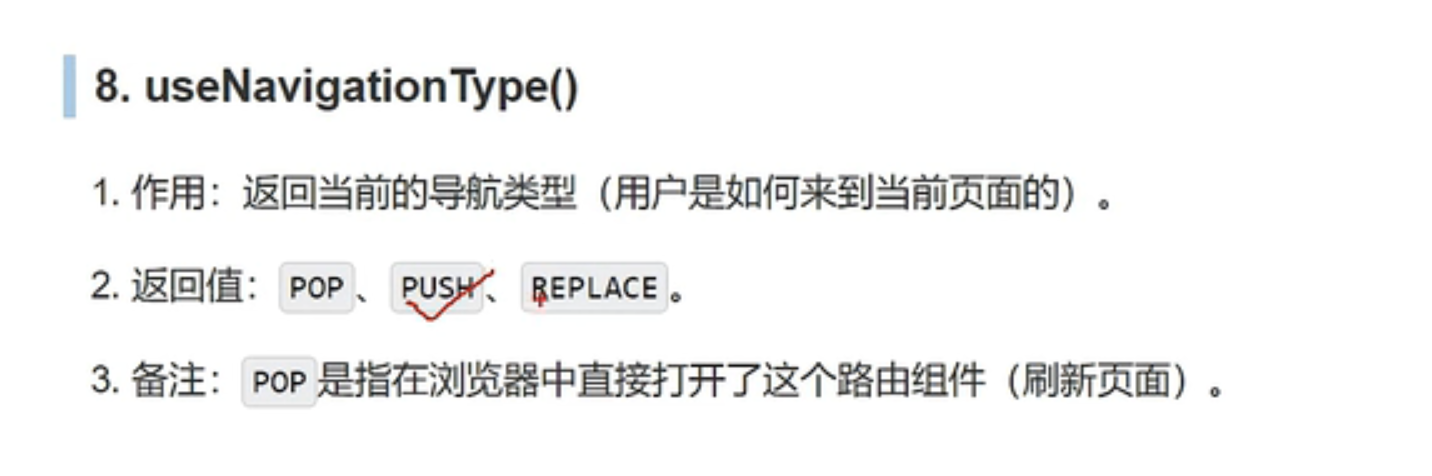 8. useNavigationType()
1. 作用：返回当前的导航类型（用户是如何来到当前页面的）。
2. 返回值：POP、PUSH、REPLACE。
3. 备注：POP是指在浏览器中直接打开了这个路由组件（刷新页面）。